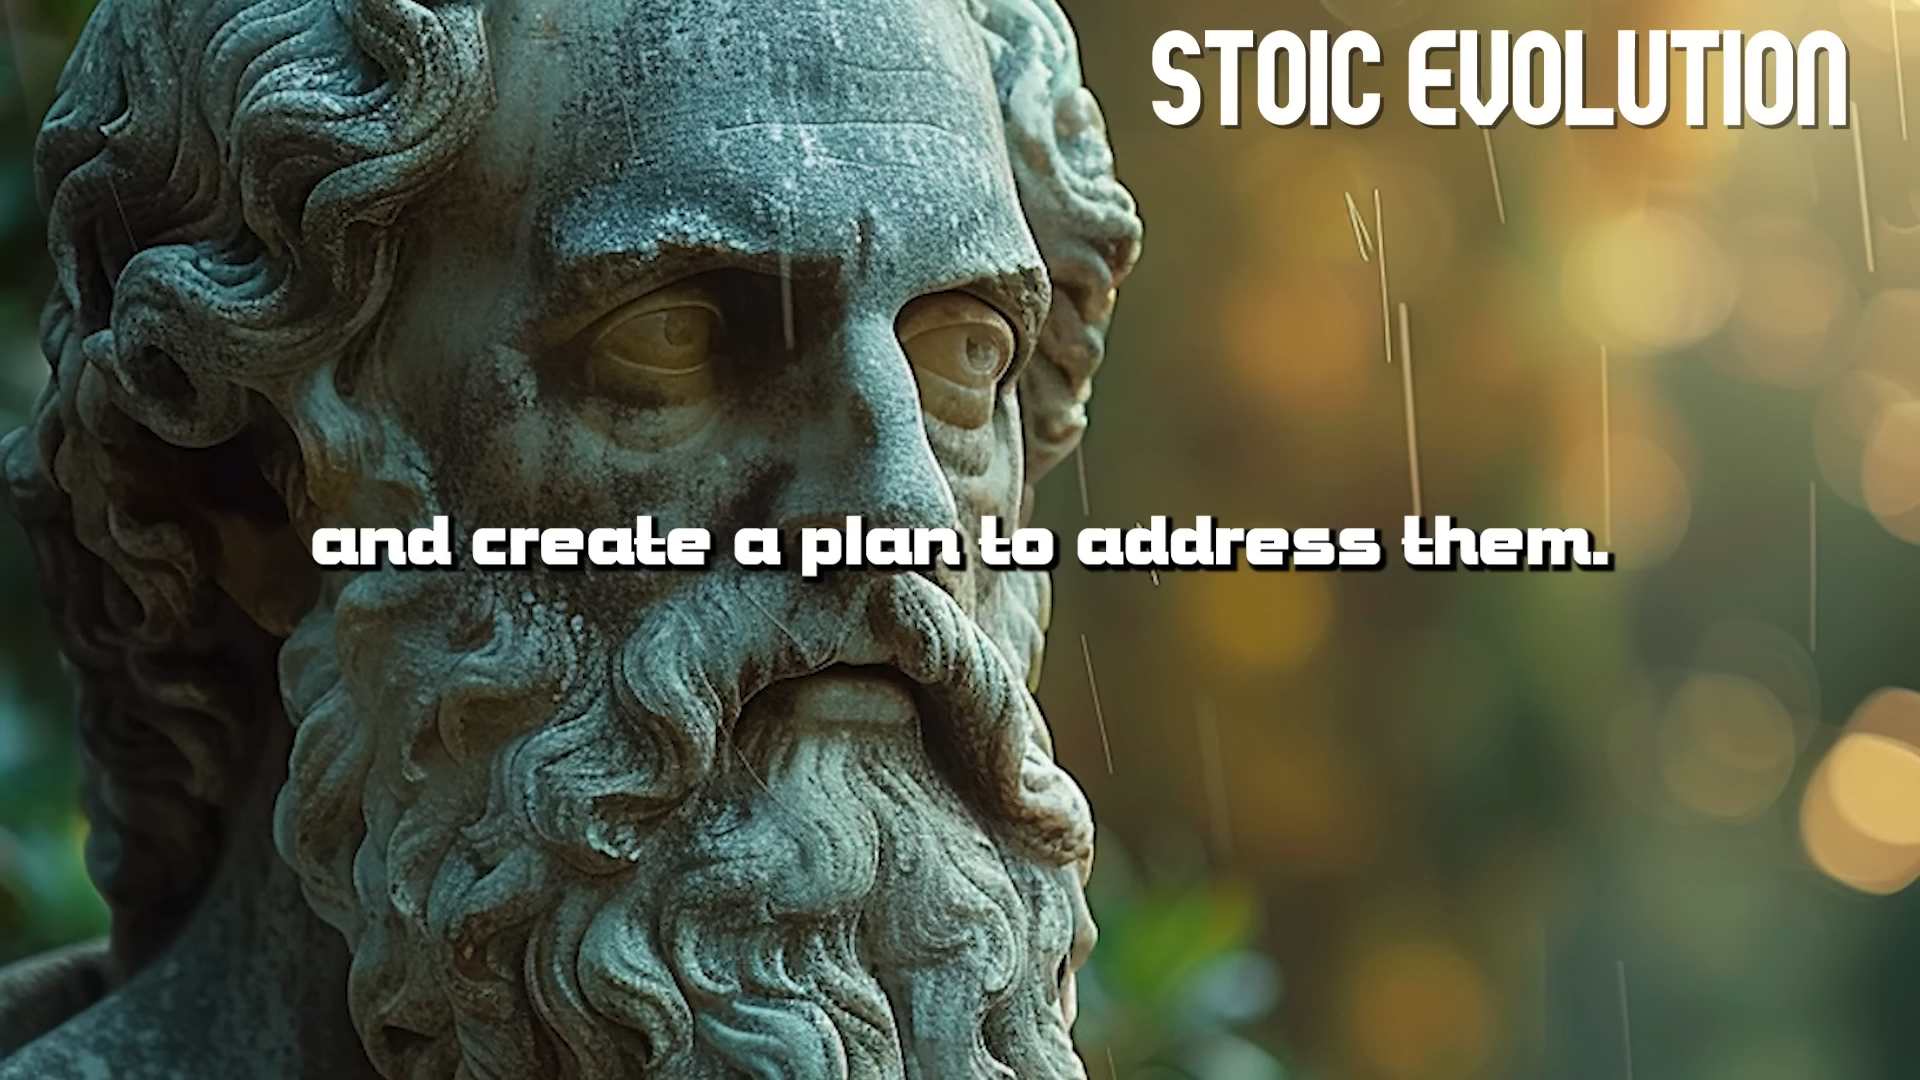 STOIC EVOLUTION
and create a plan to address them.